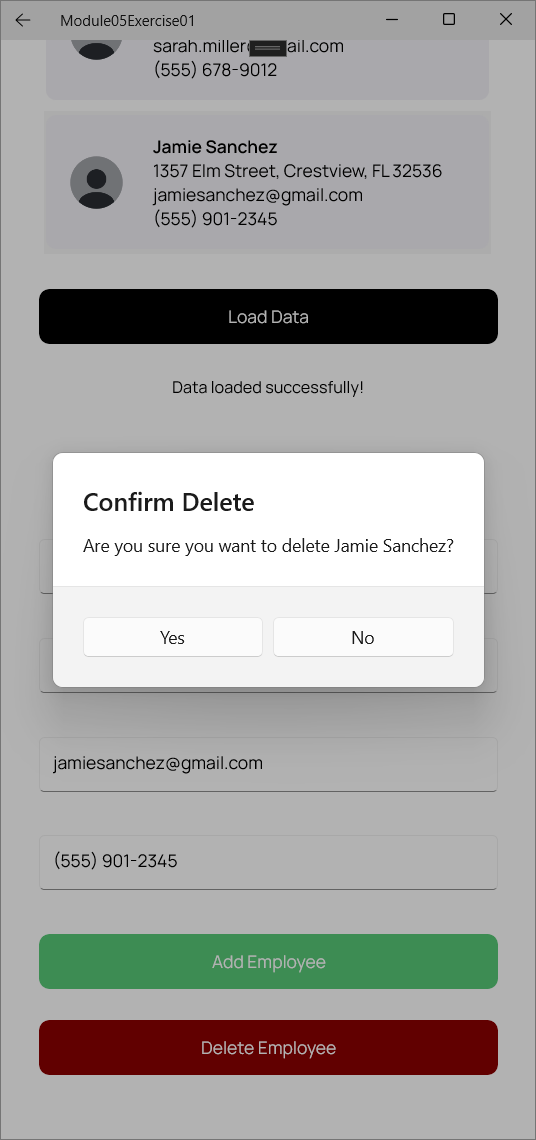 Module05Exercise01
sarah.miller ail.com
(555) 678-9012
Jamie Sanchez
1357 Elm Street, Crestview, FL 32536
jamiesanchez@gmail.com
(555) 901-2345
Load Data
Data loaded successfully!
Confirm Delete
Are you sure you want to delete Jamie Sanchez?
Yes
No
jamiesanchez@gmail.com
(555) 901-2345
Add Employee
Delete Employee